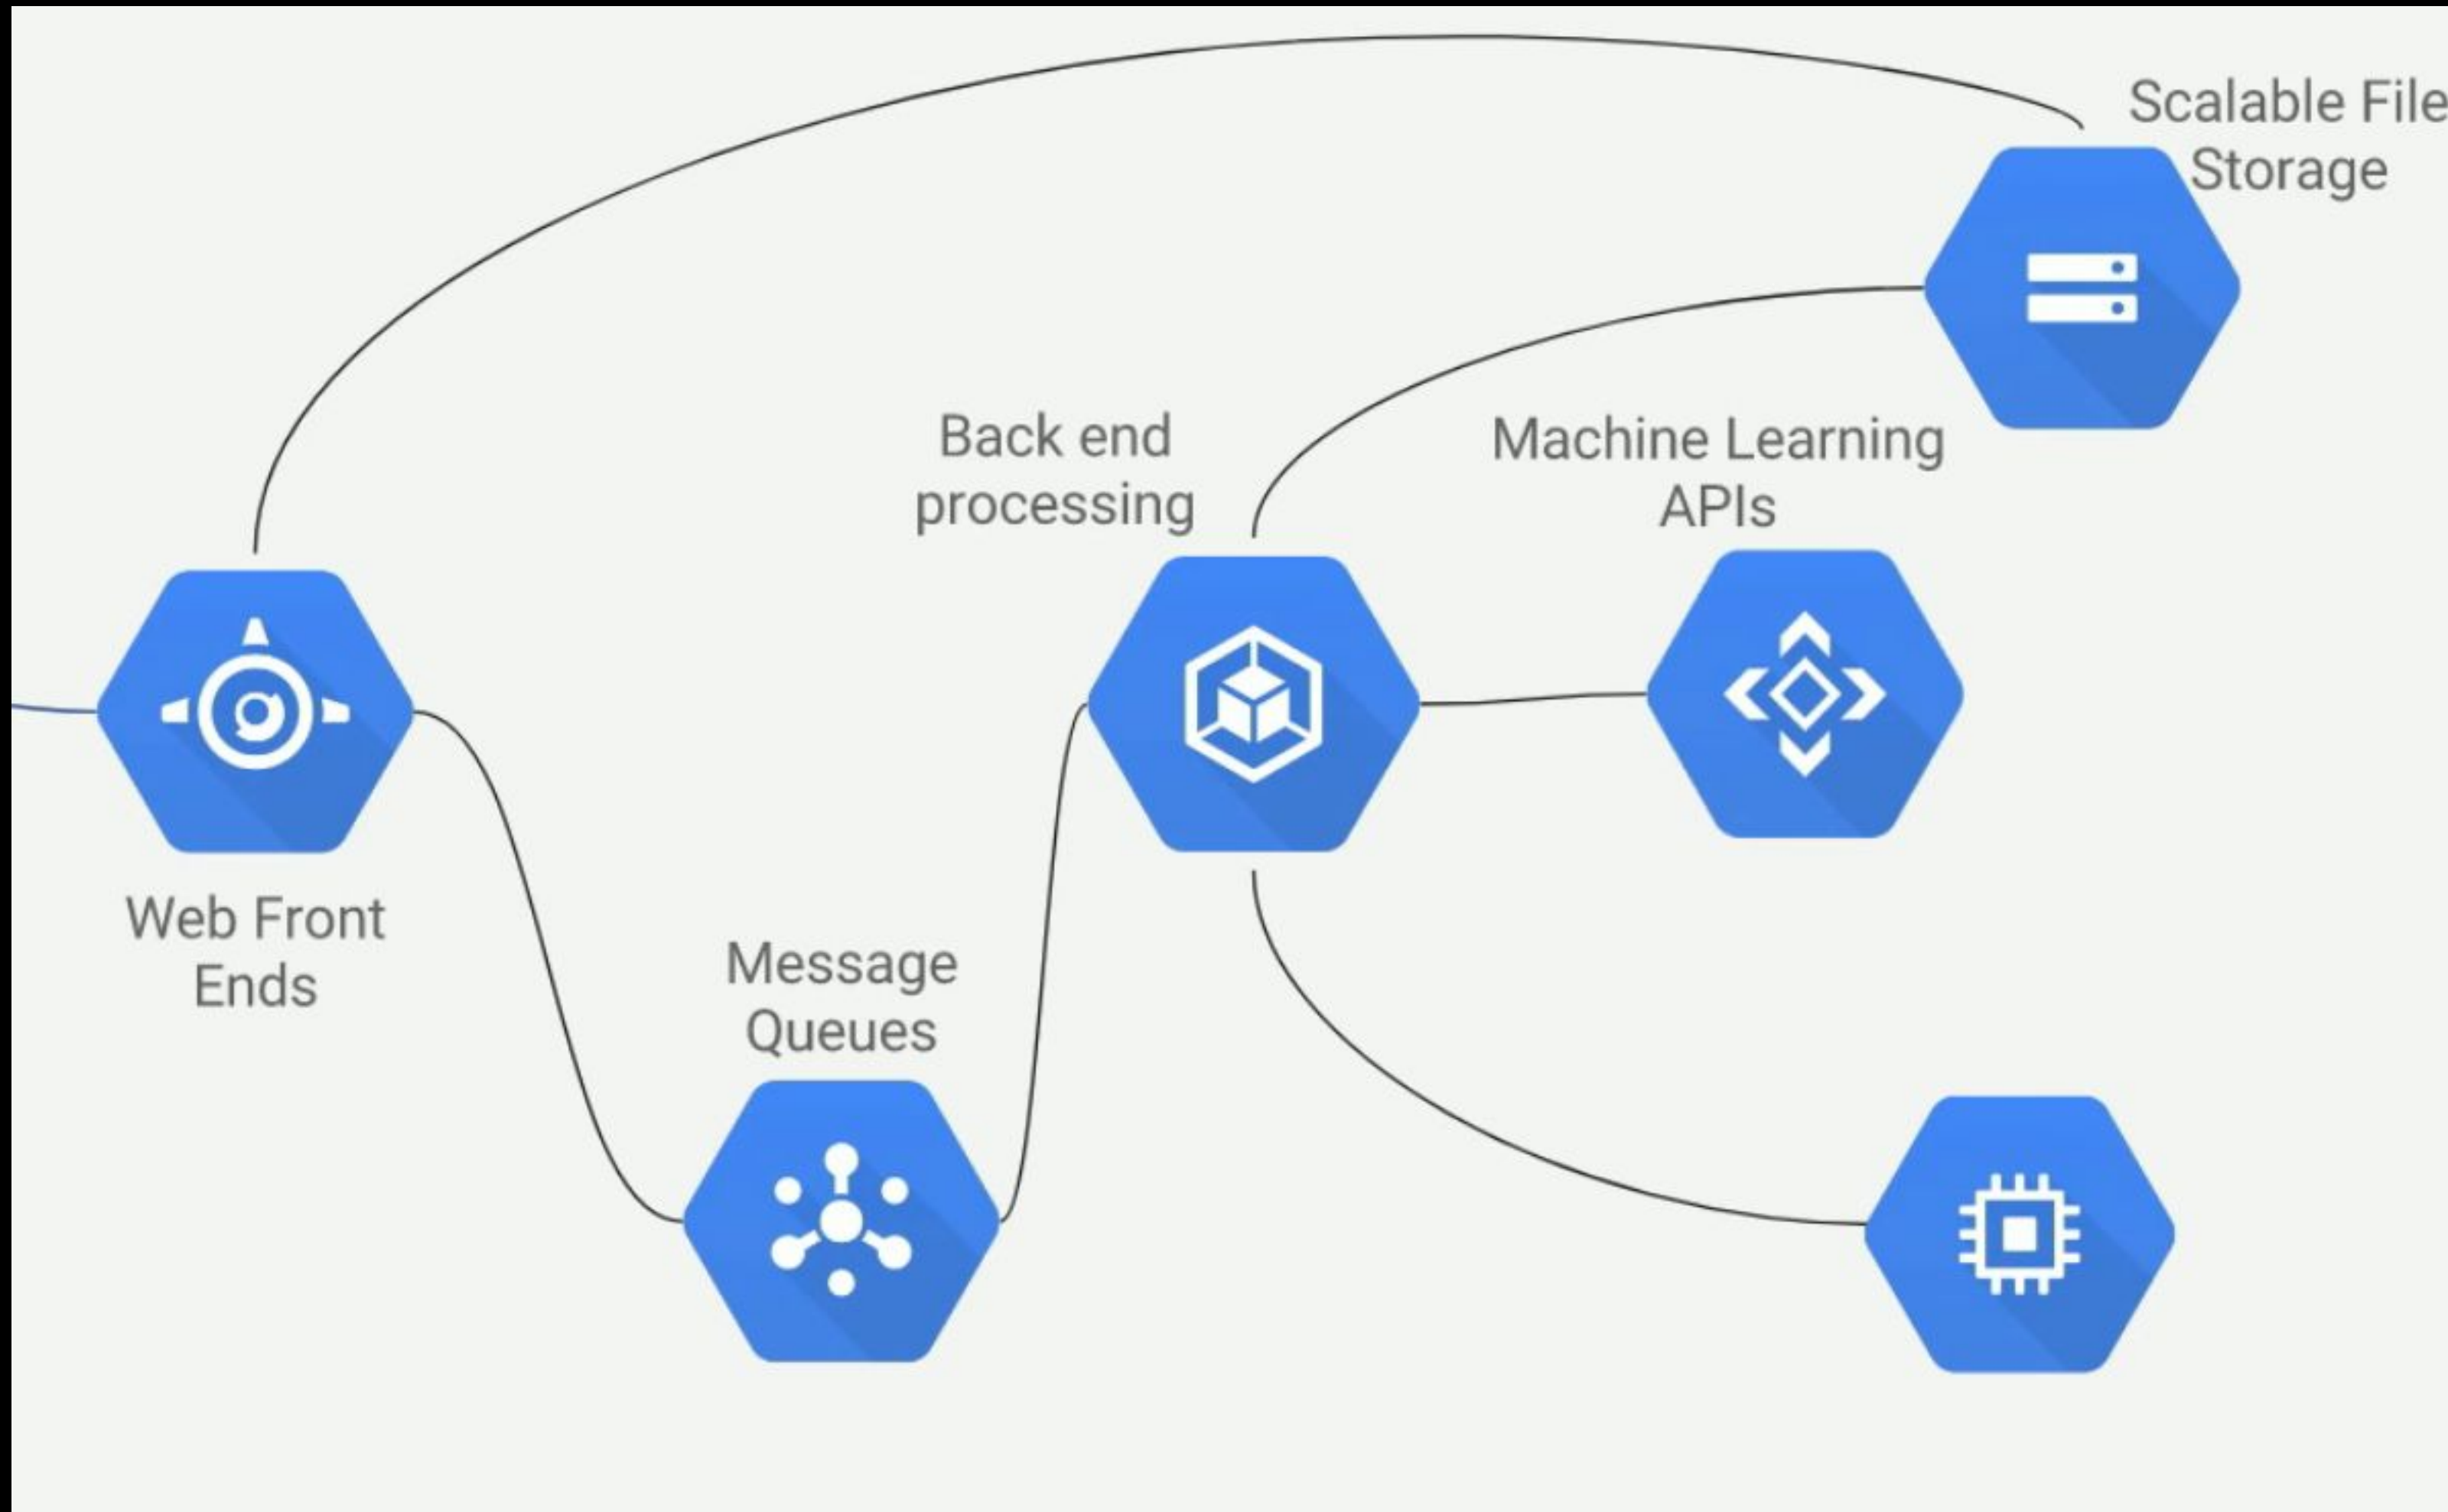 Scalable File
Storage
Back end
processing
Machine Learning
APIs
Web Front
Ends
Message
Queues